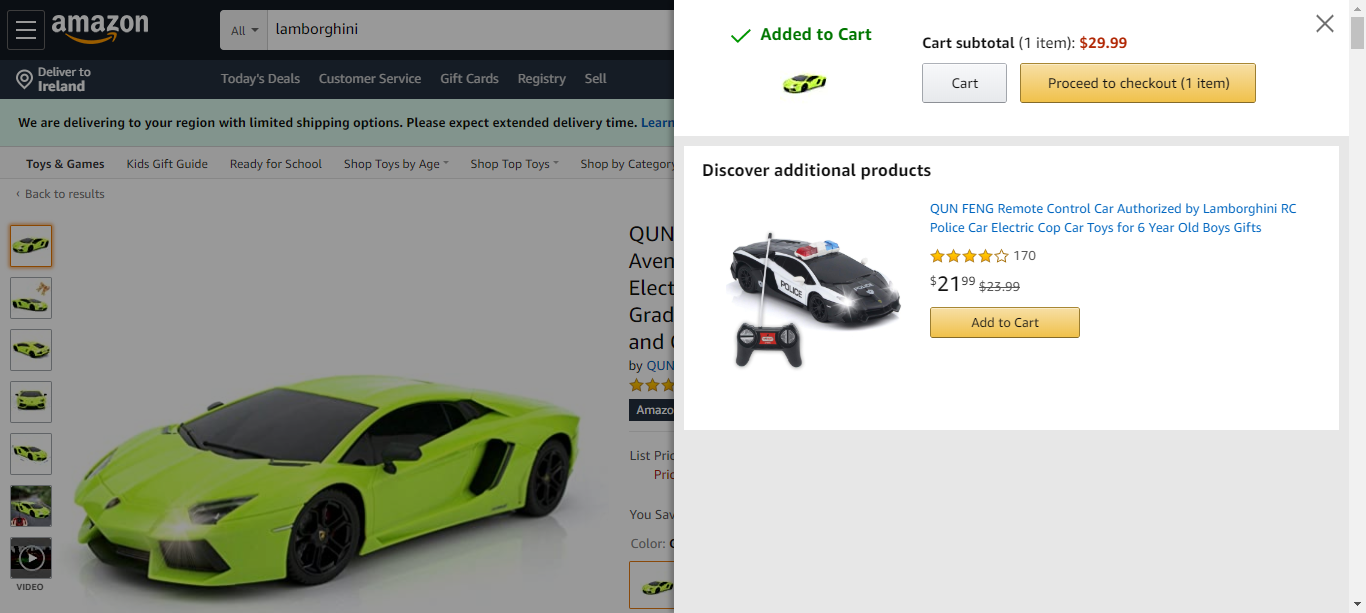 amazon
All
lamborghini
Deliver to
Ireland
Today's Deals
Customer Service
Gift Cards
Registry
Sell
We are delivering to your region with limited shipping options. Please expect extended delivery time. Learn
Toys & Games
Kids Gift Guide
Ready for School
Shop Toys by Age
Shop Top Toys
Shop by Category
‹ Back to results
VIDEO
QUN
Aven
Elect
Grad
and
by QUN
Amazo
List Pric
Pric
You Sav
Color:
Added to Cart
Cart subtotal (1 item): $29.99
Cart
Proceed to checkout (1 item)
Discover additional products
POLICE
POLICE
QUN FENG Remote Control Car Authorized by Lamborghini RC
Police Car Electric Cop Car Toys for 6 Year Old Boys Gifts
170
$2199 $23.99
Add to Cart